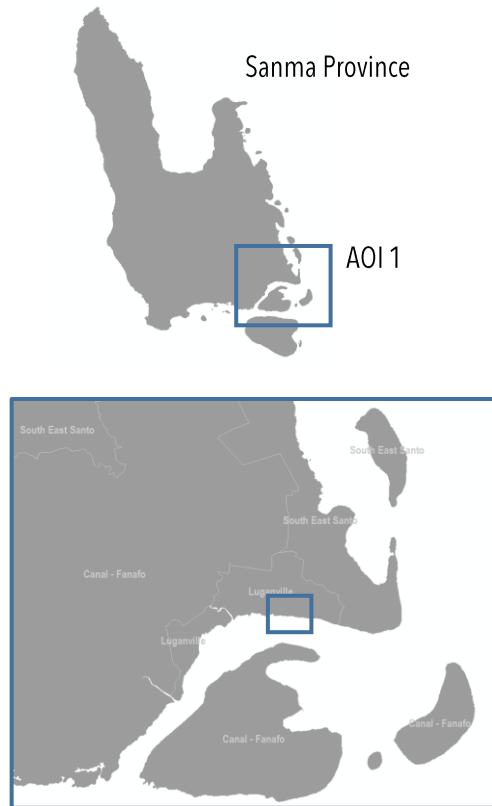 Sanma Province
AOI 1
South East Santo
South East Santo
South East Santo
Canal - Fanafo
Luganville
Luganville
Canal - Fanafo
Canal - Fanafo